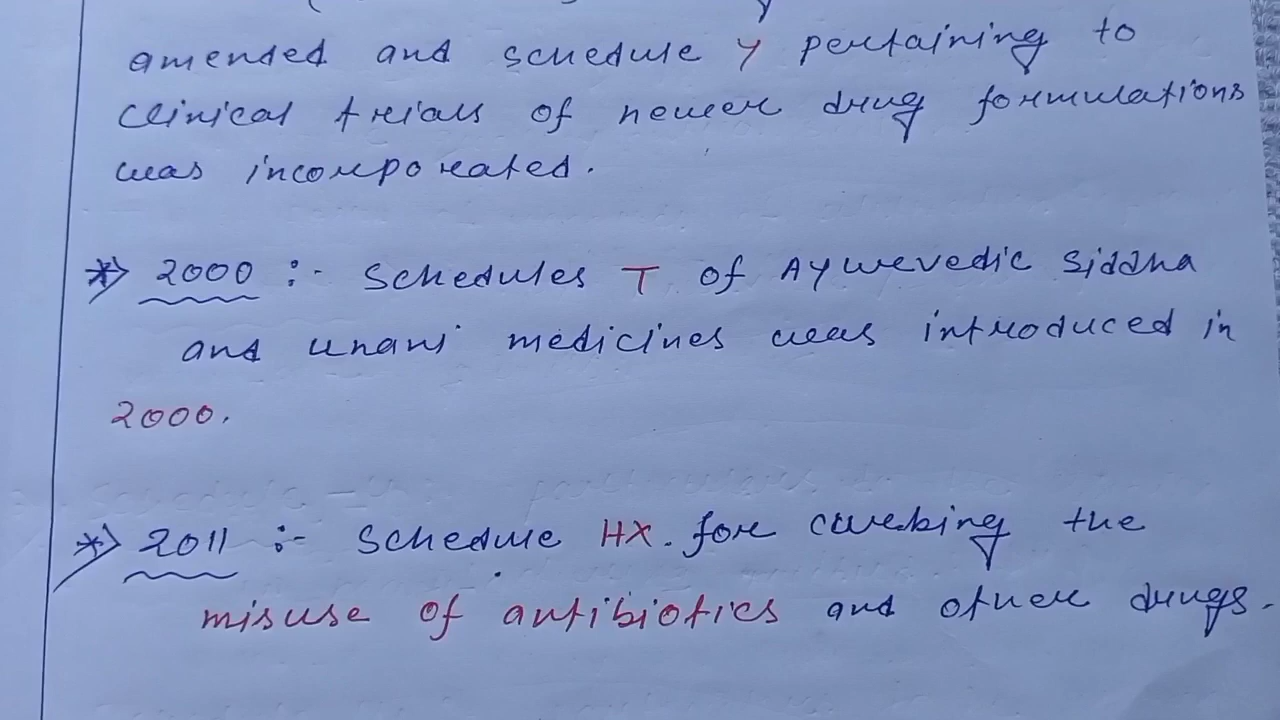 amended and schedule Y pertaining to
clinical trials of newer drug formulations
was incorporated.
*⇒ 2000 :- Schedules T of Ayurvedic Siddha
and unani medicines was introduced in
2000.
*⇒ 2011 :- Schedule HX. for curbing the
misuse of antibiotics and other drugs.